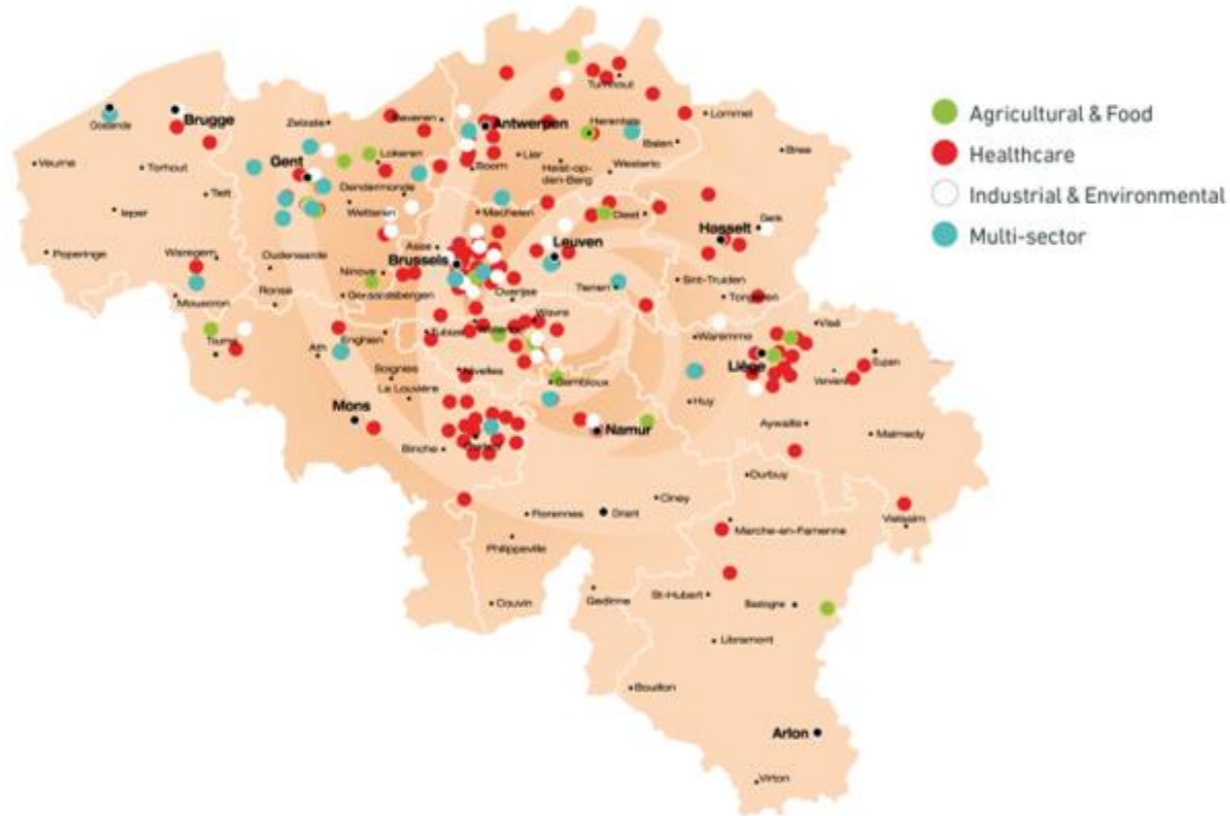 Agricultural & Food
Healthcare
Industrial & Environmental
Multi-sector
Turnhout
Oostende
Brugge
Zelzate
Beveren
Antwerpen
Herentals
Lommel
Veurne
Torhout
Gent
Lokeren
Boom
Lier
Heist-op-
den-Berg
Balen
Westerlo
Bree
Tielt
Dendermonde
Ieper
Wetteren
Mechelen
Diest
Hasselt
Genk
Poperinge
Waregem
Oudenaarde
Asse
Brussels
Leuven
Ninove
Sint-Truiden
Mouscron
Ronse
Geraardsbergen
Overijse
Tienen
Tongeren
Wavre
Visé
Ath
Enghien
Tubize
Waremme
Soignies
Nivelles
Liège
Eupen
La Louvière
Gembloux
Huy
Verviers
Mons
Namur
Aywaille
Malmedy
Binche
Durbuy
Ciney
Florennes
Dinant
Marche-en-Famenne
Vielsalm
Philippeville
Couvin
Gedinne
St-Hubert
Bastogne
Libramont
Bouillon
Arlon
Virton